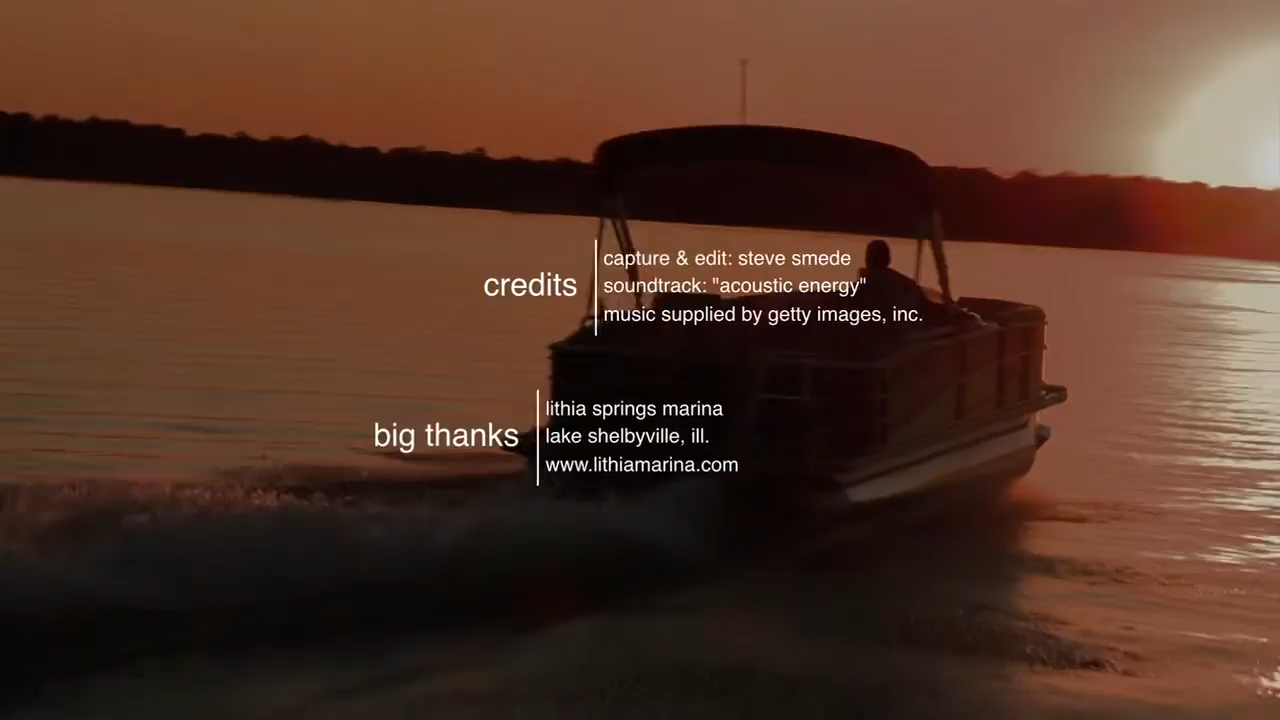 credits
capture & edit: steve smede
soundtrack: "acoustic energy"
music supplied by getty images, inc.
big thanks
lithia springs marina
lake shelbyville, ill.
www.lithiamarina.com